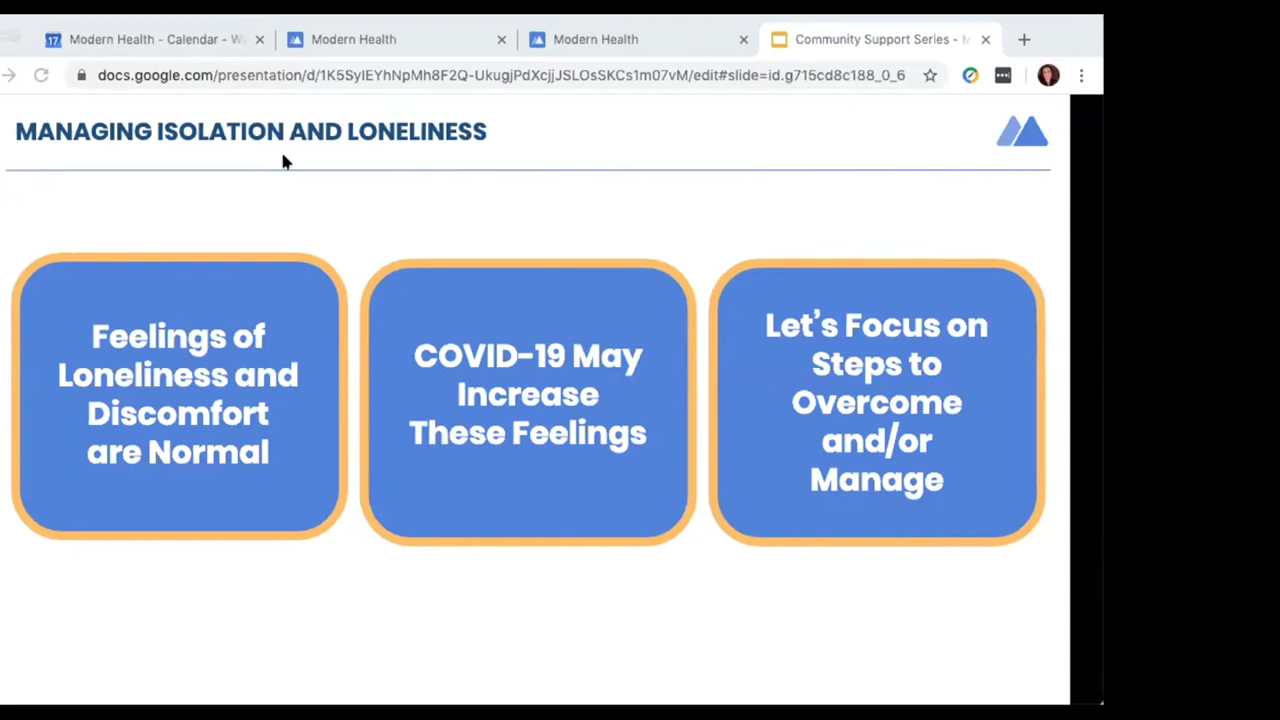 17 Modern Health - Calendar - W
Modern Health
Modern Health
Community Support Series - M
docs.google.com/presentation/d/1K5SyIEYhNpMh8F2Q-UkugjPdXcjjJSLOsSKCs1m07vM/edit#slide=id.g715cd8c188_0_6
MANAGING ISOLATION AND LONELINESS
Feelings of
Loneliness and
Discomfort
are Normal
COVID-19 May
Increase
These Feelings
Let's Focus on
Steps to
Overcome
and/or
Manage